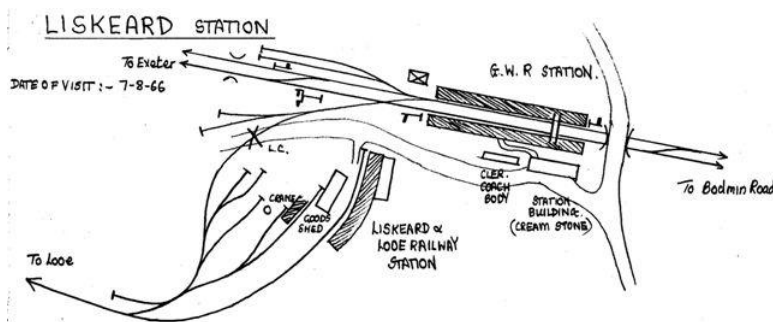 LISKEARD STATION
To Exeter
DATE OF VISIT:- 7-8-66
G.W.R STATION.
L.C.
CLER.
COACH
BODY
STATION
BUILDING.
(CREAM STONE)
To Bodmin Road
CRANE
GOODS
SHED
LISKEARD &
LOOE RAILWAY
STATION
To Looe